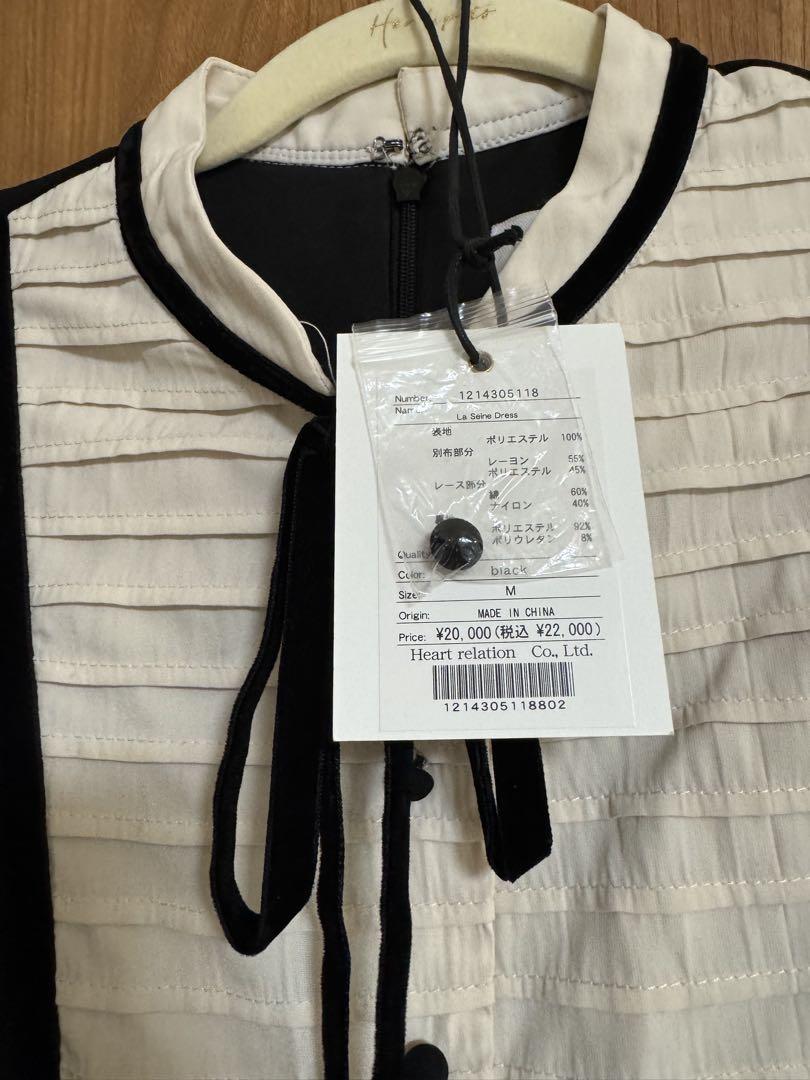 Number: 1214305118
Name: La Seine Dress
表地
ポリエステル 100%
別布部分
レーヨン 55%
ポリエステル 45%
レース部分
綿 60%
ナイロン 40%
ポリエステル 92%
ポリウレタン 8%
Quality
Color: black
Size: M
Origin: MADE IN CHINA
Price: ¥20,000(税込 ¥22,000)
Heart relation Co., Ltd.
1214305118802